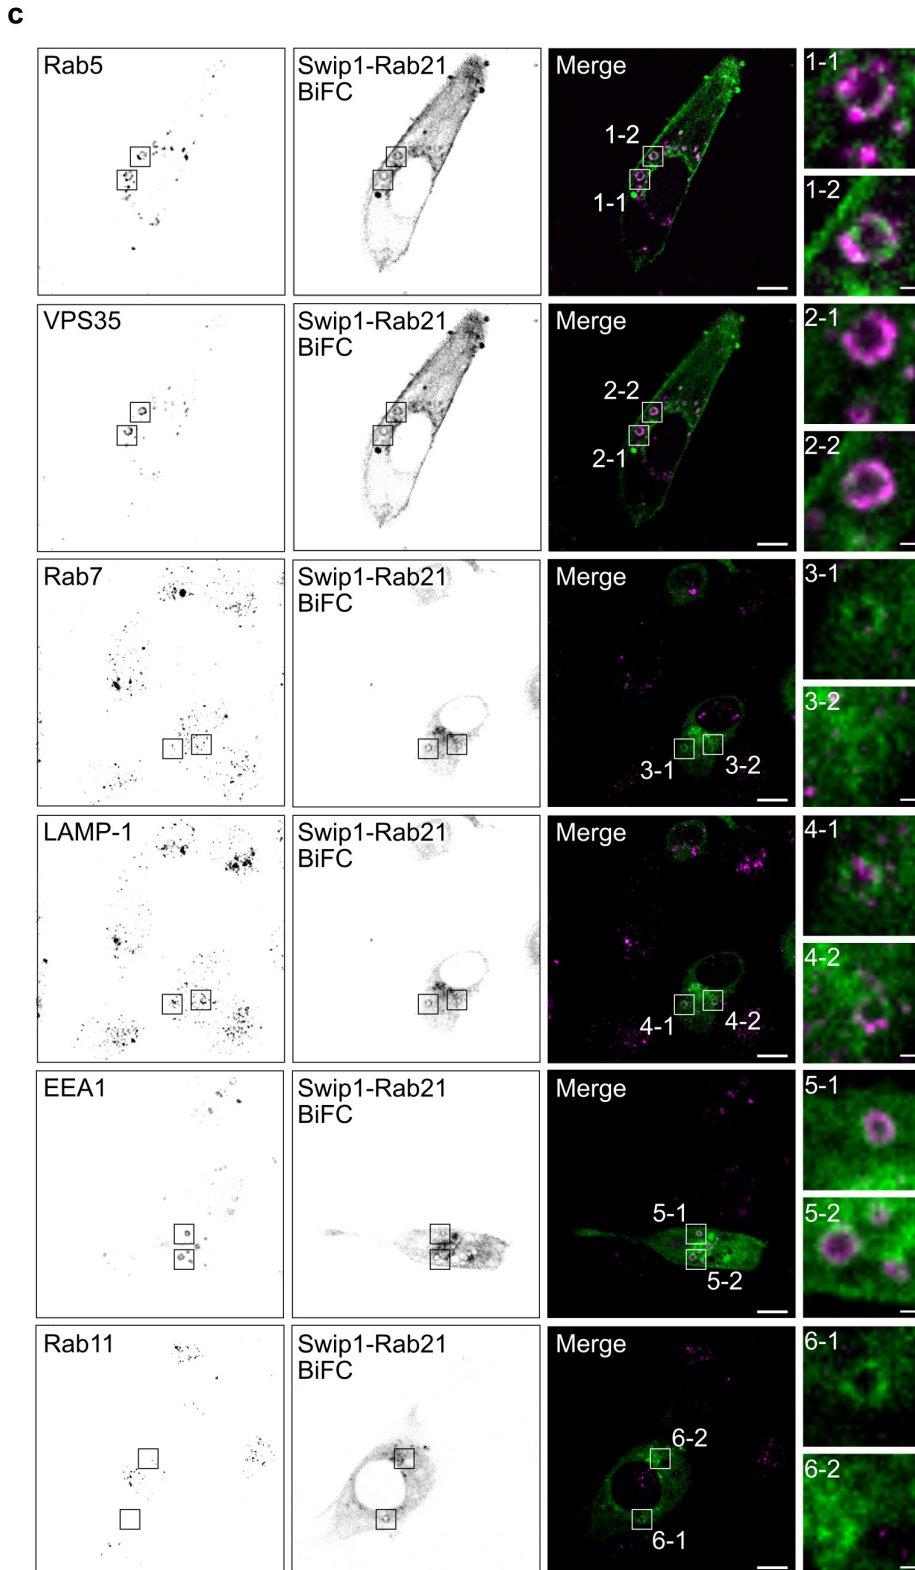 c
Rab5
Swip1-Rab21
BiFC
Merge
1-2
1-1
1-1
1-2
VPS35
Swip1-Rab21
BiFC
Merge
2-2
2-1
2-1
2-2
Rab7
Swip1-Rab21
BiFC
Merge
3-1
3-2
3-1
3-2
LAMP-1
Swip1-Rab21
BiFC
Merge
4-1
4-2
4-1
4-2
EEA1
Swip1-Rab21
BiFC
Merge
5-1
5-2
5-1
5-2
Rab11
Swip1-Rab21
BiFC
Merge
6-2
6-1
6-1
6-2